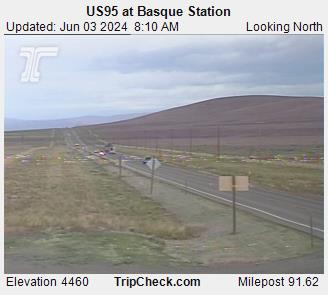 US95 at Basque Station
Updated: Jun 03 2024 8:10 AM Looking North
Elevation 4460 TripCheck.com Milepost 91.62